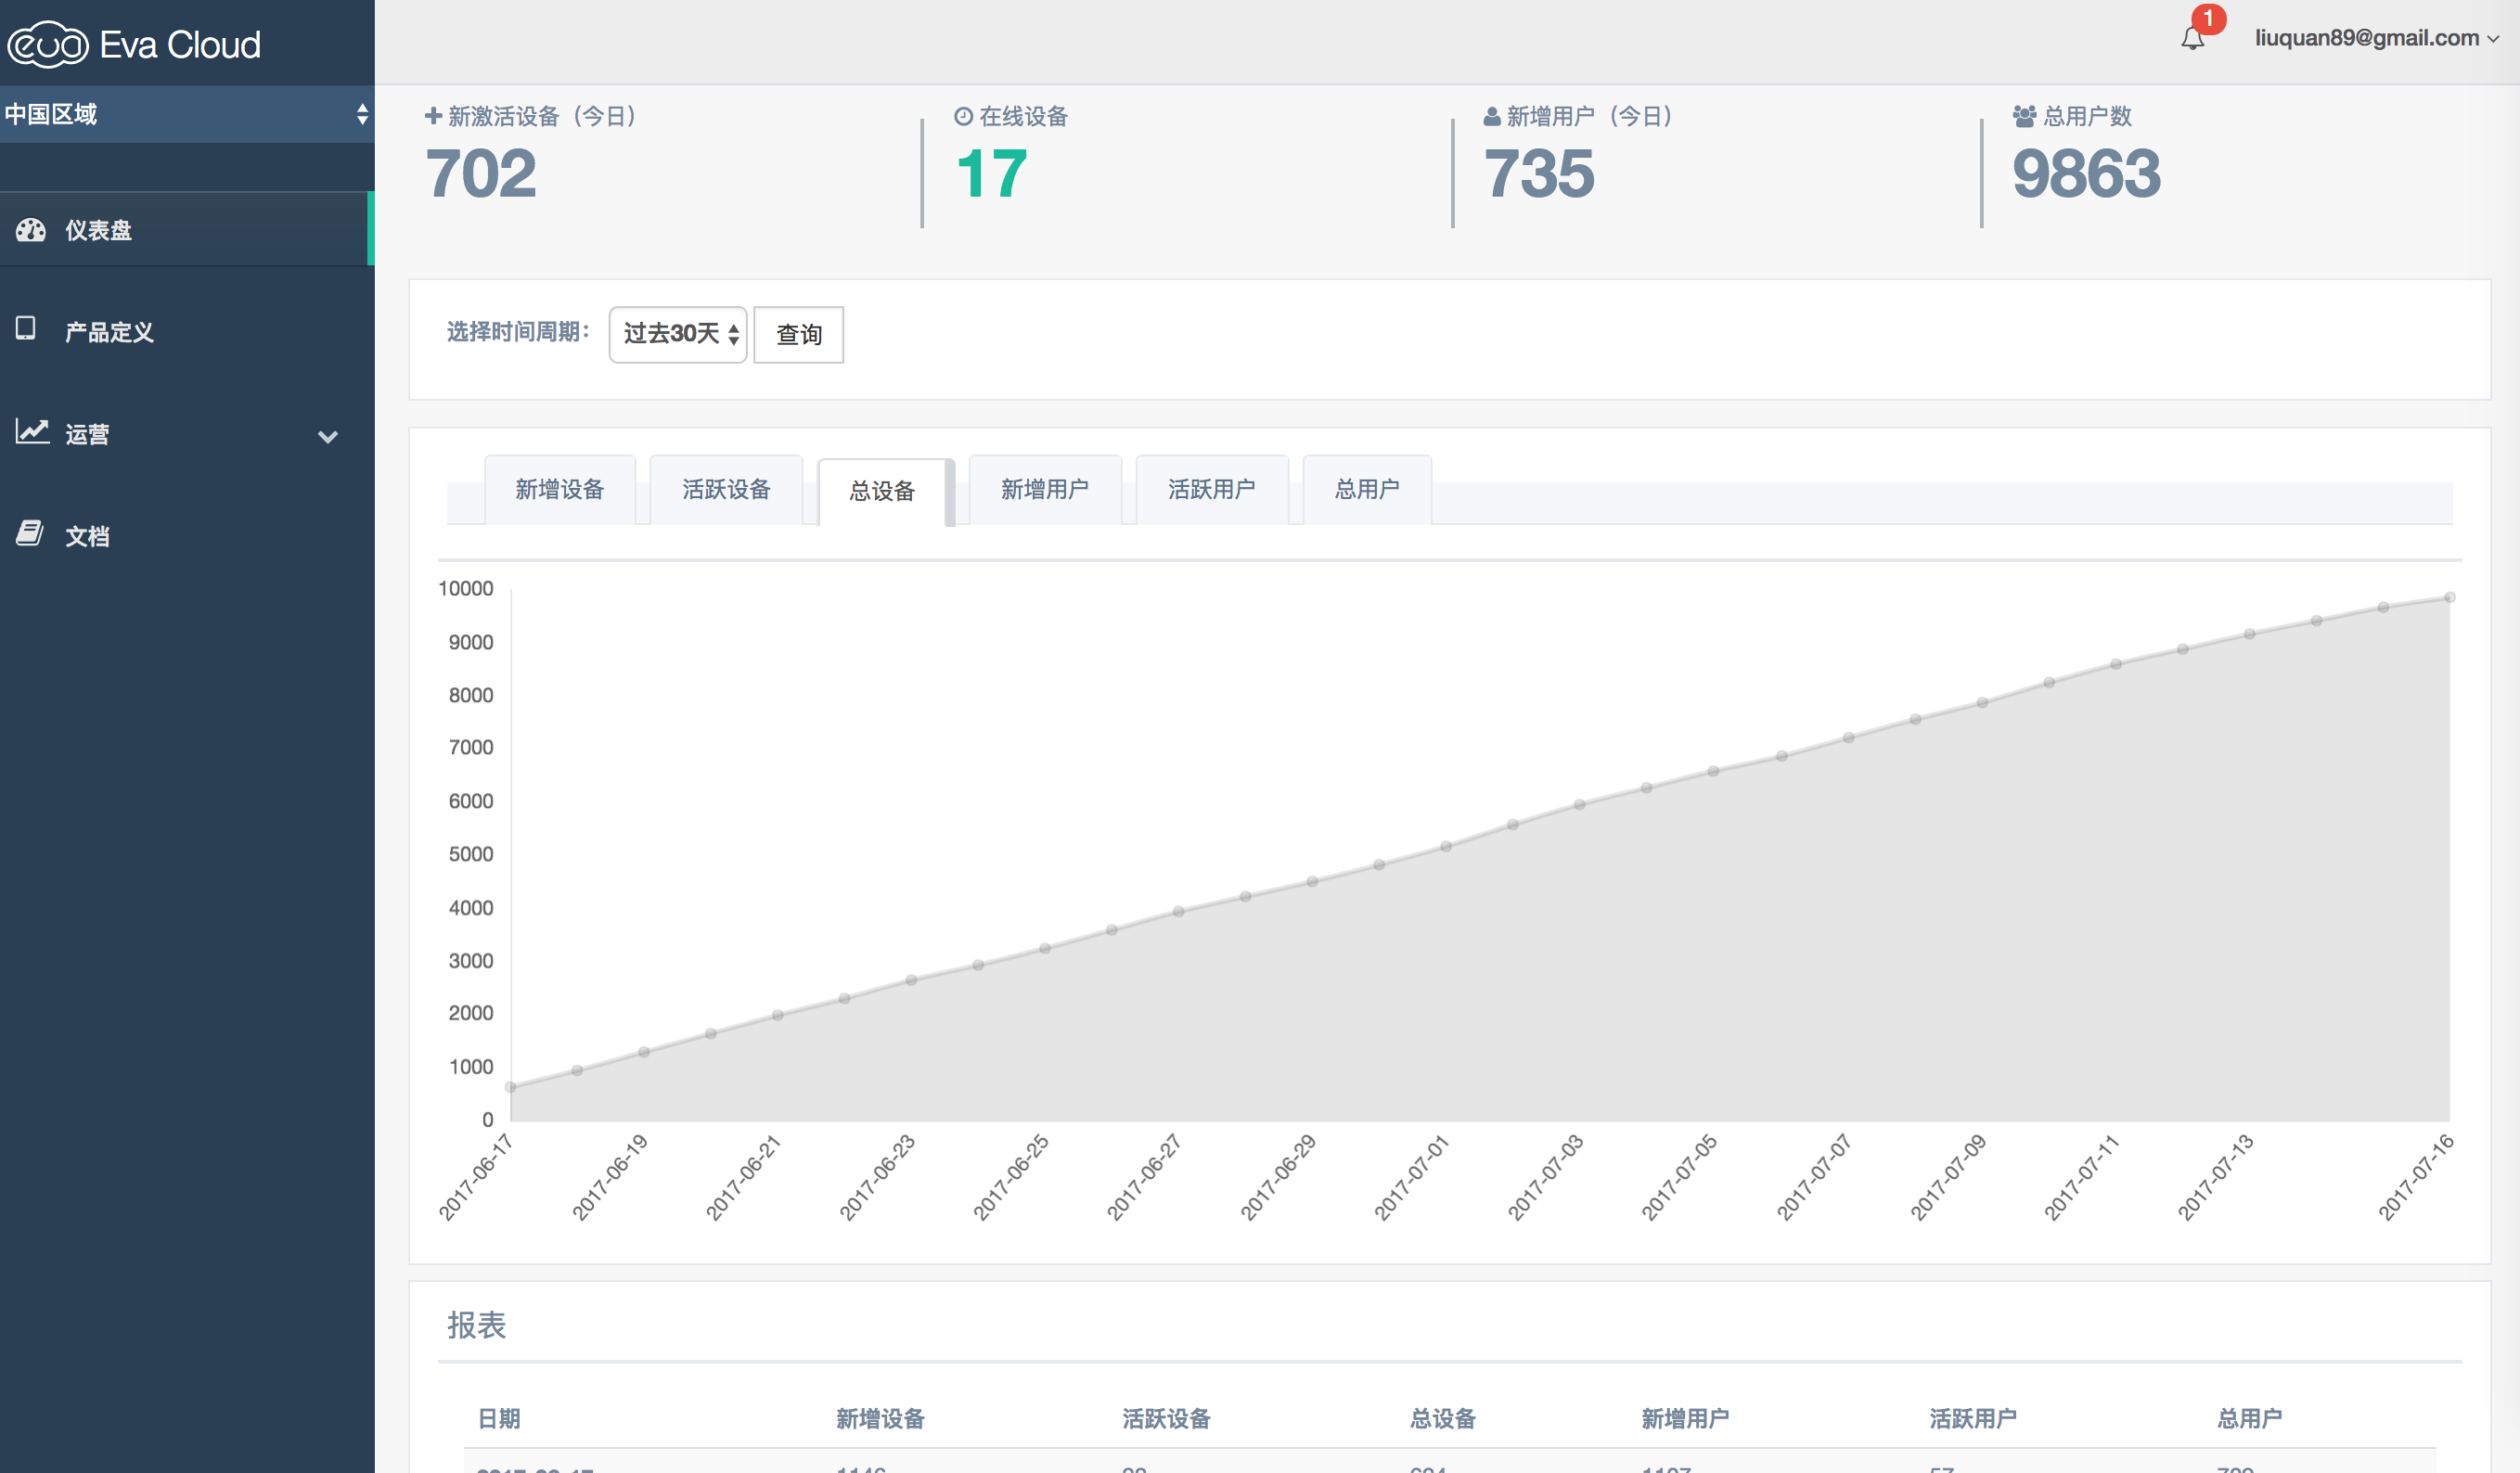 eva Eva Cloud
1
liuquan89@gmail.com
中国区域
仪表盘
产品定义
运营
文档
新激活设备（今日）
702
在线设备
17
新增用户（今日）
735
总用户数
9863
选择时间周期：
过去30天
查询
新增设备 活跃设备 总设备 新增用户 活跃用户 总用户
10000
9000
8000
7000
6000
5000
4000
3000
2000
1000
0
2017-06-17 2017-06-19 2017-06-21 2017-06-23 2017-06-25 2017-06-27 2017-06-29 2017-07-01 2017-07-03 2017-07-05 2017-07-07 2017-07-09 2017-07-11 2017-07-13 2017-07-16
报表
日期 新增设备 活跃设备 总设备 新增用户 活跃用户 总用户